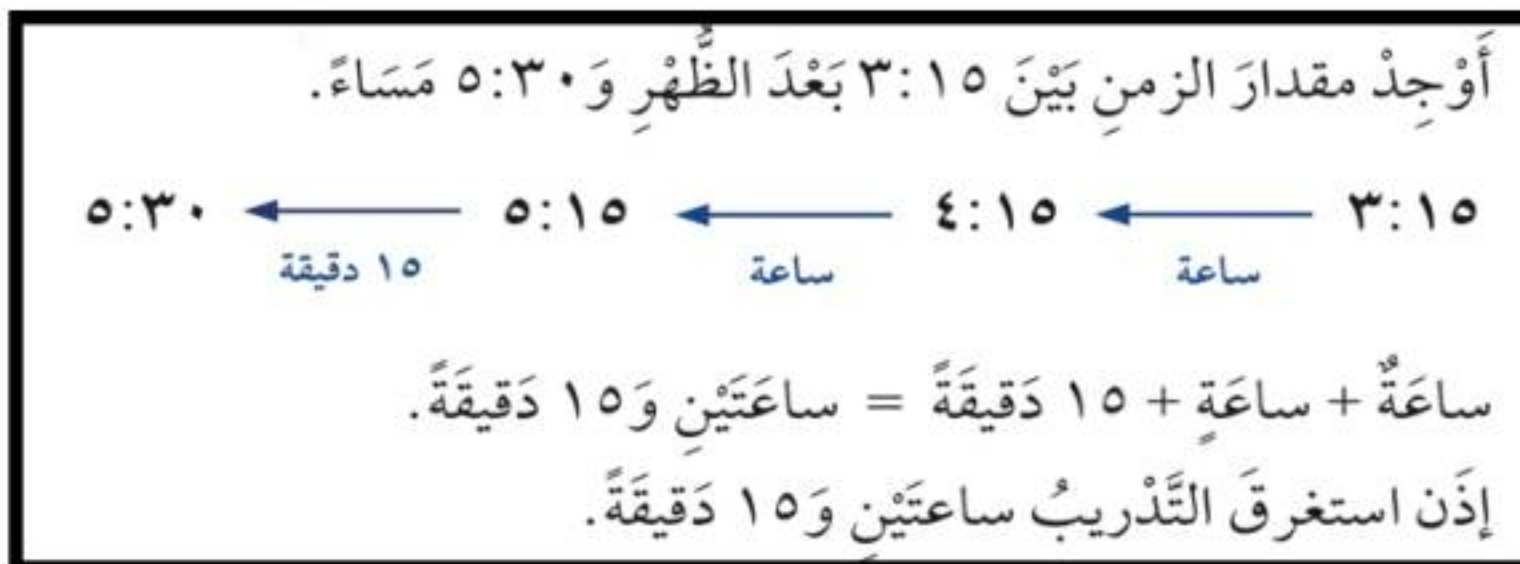 أَوْجِدْ مقدارَ الزمنِ بَيْنَ ٣:١٥ بَعْدَ الظُّهْرِ وَ٥:٣٠ مَسَاءً.
٣:١٥ ← ٤:١٥ ← ٥:١٥ ← ٥:٣٠
ساعة ساعة ١٥ دقيقة
ساعَةٌ + ساعَةٍ + ١٥ دَقيقَةً = ساعَتَيْنِ وَ١٥ دَقيقَةً.
إِذَن استغرقَ التَّدْريبُ ساعتَيْنِ وَ١٥ دَقيقَةً.